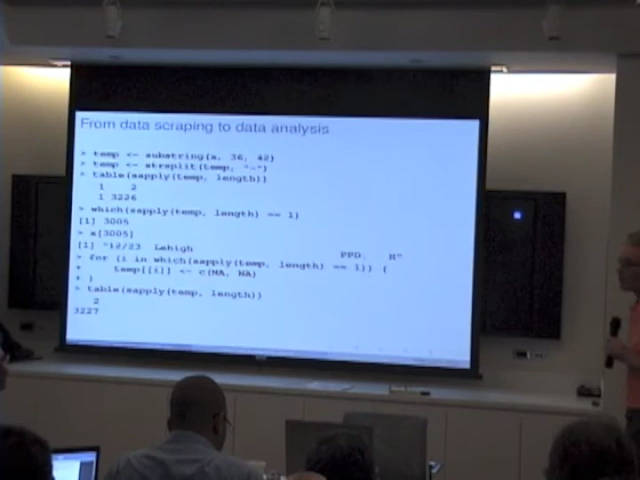 From data scraping to data analysis
> temp <- substring(a, 36, 42)
> temp <- strsplit(temp, "-")
> table(sapply(temp, length))
1 2
1 3226
> which(sapply(temp, length) == 1)
[1] 3005
> a[3005]
[1] "12/23 Lehigh PPD. H"
> for (i in which(sapply(temp, length) == 1)) {
+ temp[[i]] <- c(NA, NA)
+ }
> table(sapply(temp, length))
2
3227